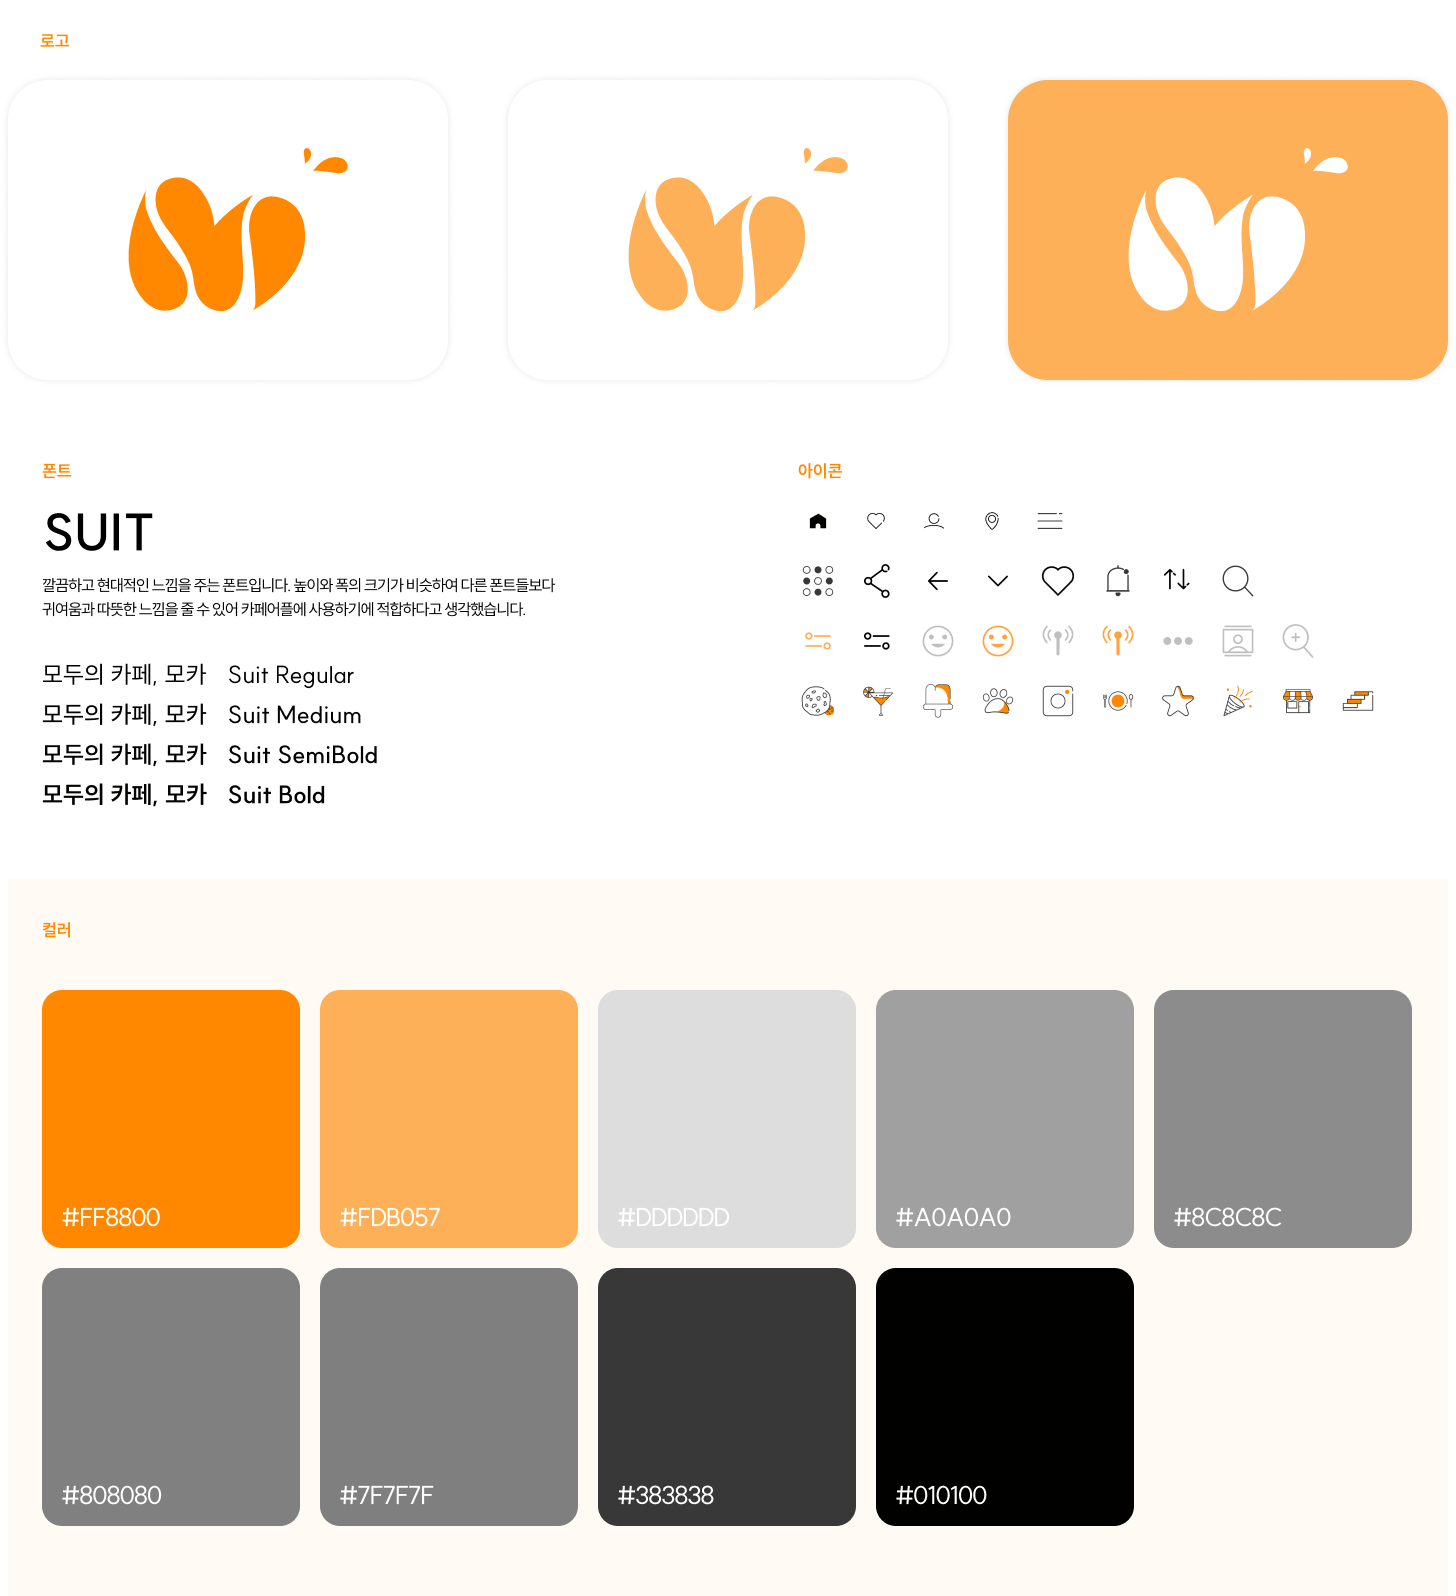 로고
폰트
SUIT
깔끔하고 현대적인 느낌을 주는 폰트입니다. 높이와 폭의 크기가 비슷하여 다른 폰트들보다
귀여움과 따뜻한 느낌을 줄 수 있어 카페어플에 사용하기에 적합하다고 생각했습니다.
모두의 카페, 모카 Suit Regular
모두의 카페, 모카 Suit Medium
모두의 카페, 모카 Suit SemiBold
모두의 카페, 모카 Suit Bold
아이콘
컬러
#FF8800
#FDB057
#DDDDDD
#A0A0A0
#8C8C8C
#808080
#7F7F7F
#383838
#010100